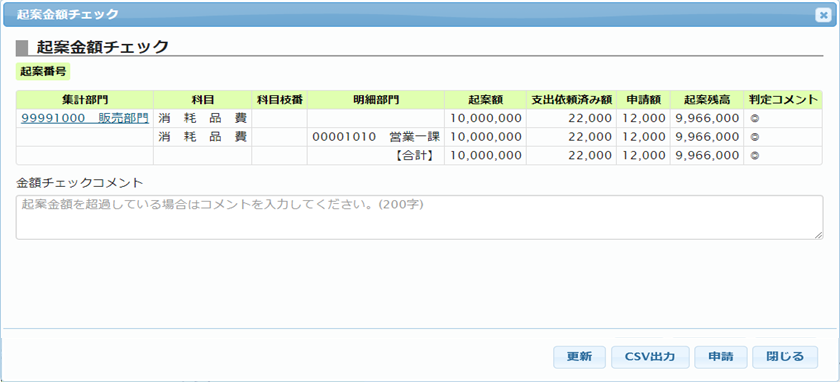 起案金額チェック
起案金額チェック
起案番号
集計部門 科目 科目枝番 明細部門 起案額 支出依頼済み額 申請額 起案残高 判定コメント
99991000 販売部門 消 耗 品 費 10,000,000 22,000 12,000 9,966,000 ◎
消 耗 品 費 00001010 営業一課 10,000,000 22,000 12,000 9,966,000 ◎
【合計】 10,000,000 22,000 12,000 9,966,000 ◎
金額チェックコメント
起案金額を超過している場合はコメントを入力してください。(200字)
更新 CSV出力 申請 閉じる